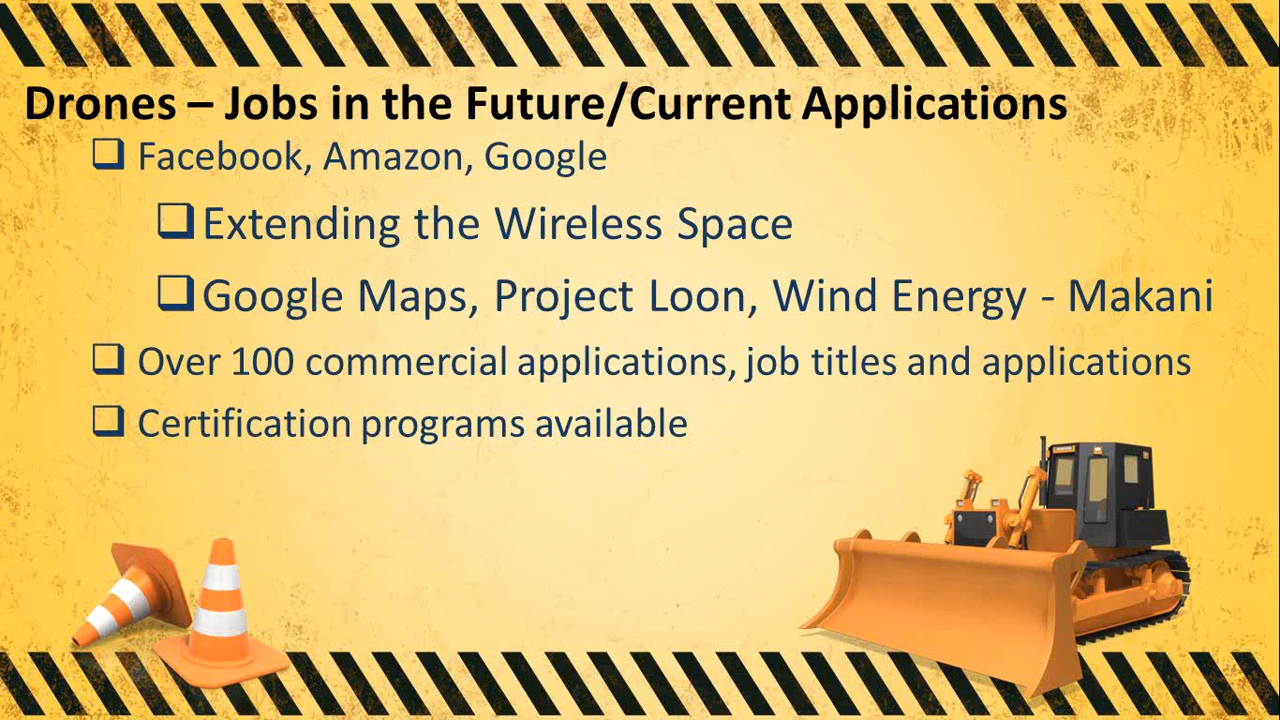 Drones – Jobs in the Future/Current Applications
Facebook, Amazon, Google
Extending the Wireless Space
Google Maps, Project Loon, Wind Energy - Makani
Over 100 commercial applications, job titles and applications
Certification programs available